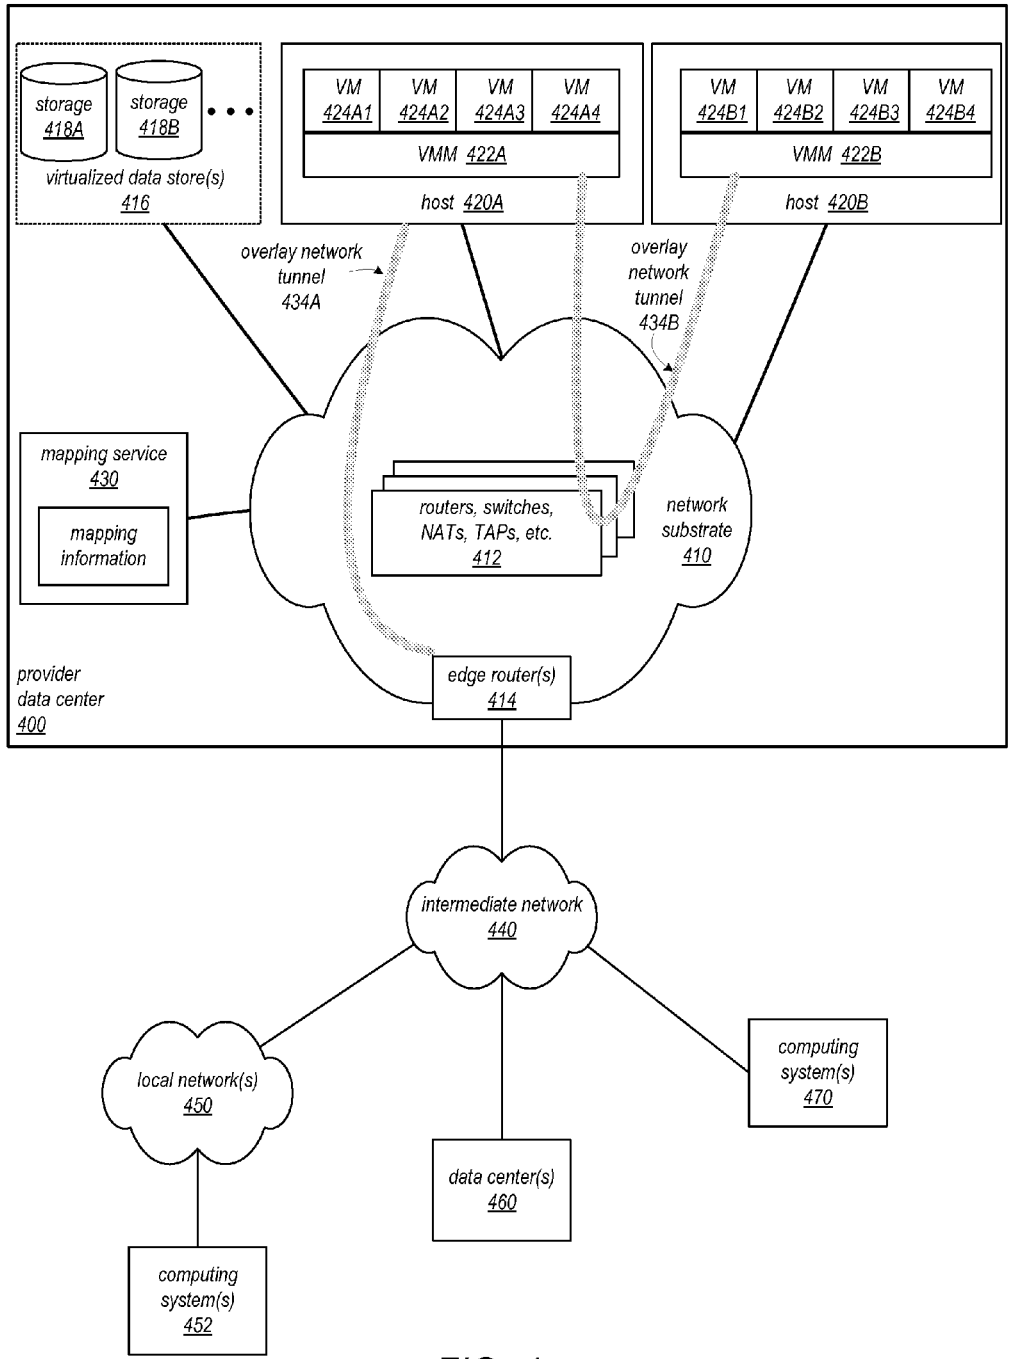 storage
418A
storage
418B
virtualized data store(s)
416
VM
424A1
VM
424A2
VM
424A3
VM
424A4
VMM 422A
host 420A
VM
424B1
VM
424B2
VM
424B3
VM
424B4
VMM 422B
host 420B
overlay network
tunnel
434A
overlay
network
tunnel
434B
mapping service
430
mapping
information
routers, switches,
NATs, TAPs, etc.
412
network
substrate
410
edge router(s)
414
provider
data center
400
intermediate network
440
local network(s)
450
computing
system(s)
470
data center(s)
460
computing
system(s)
452